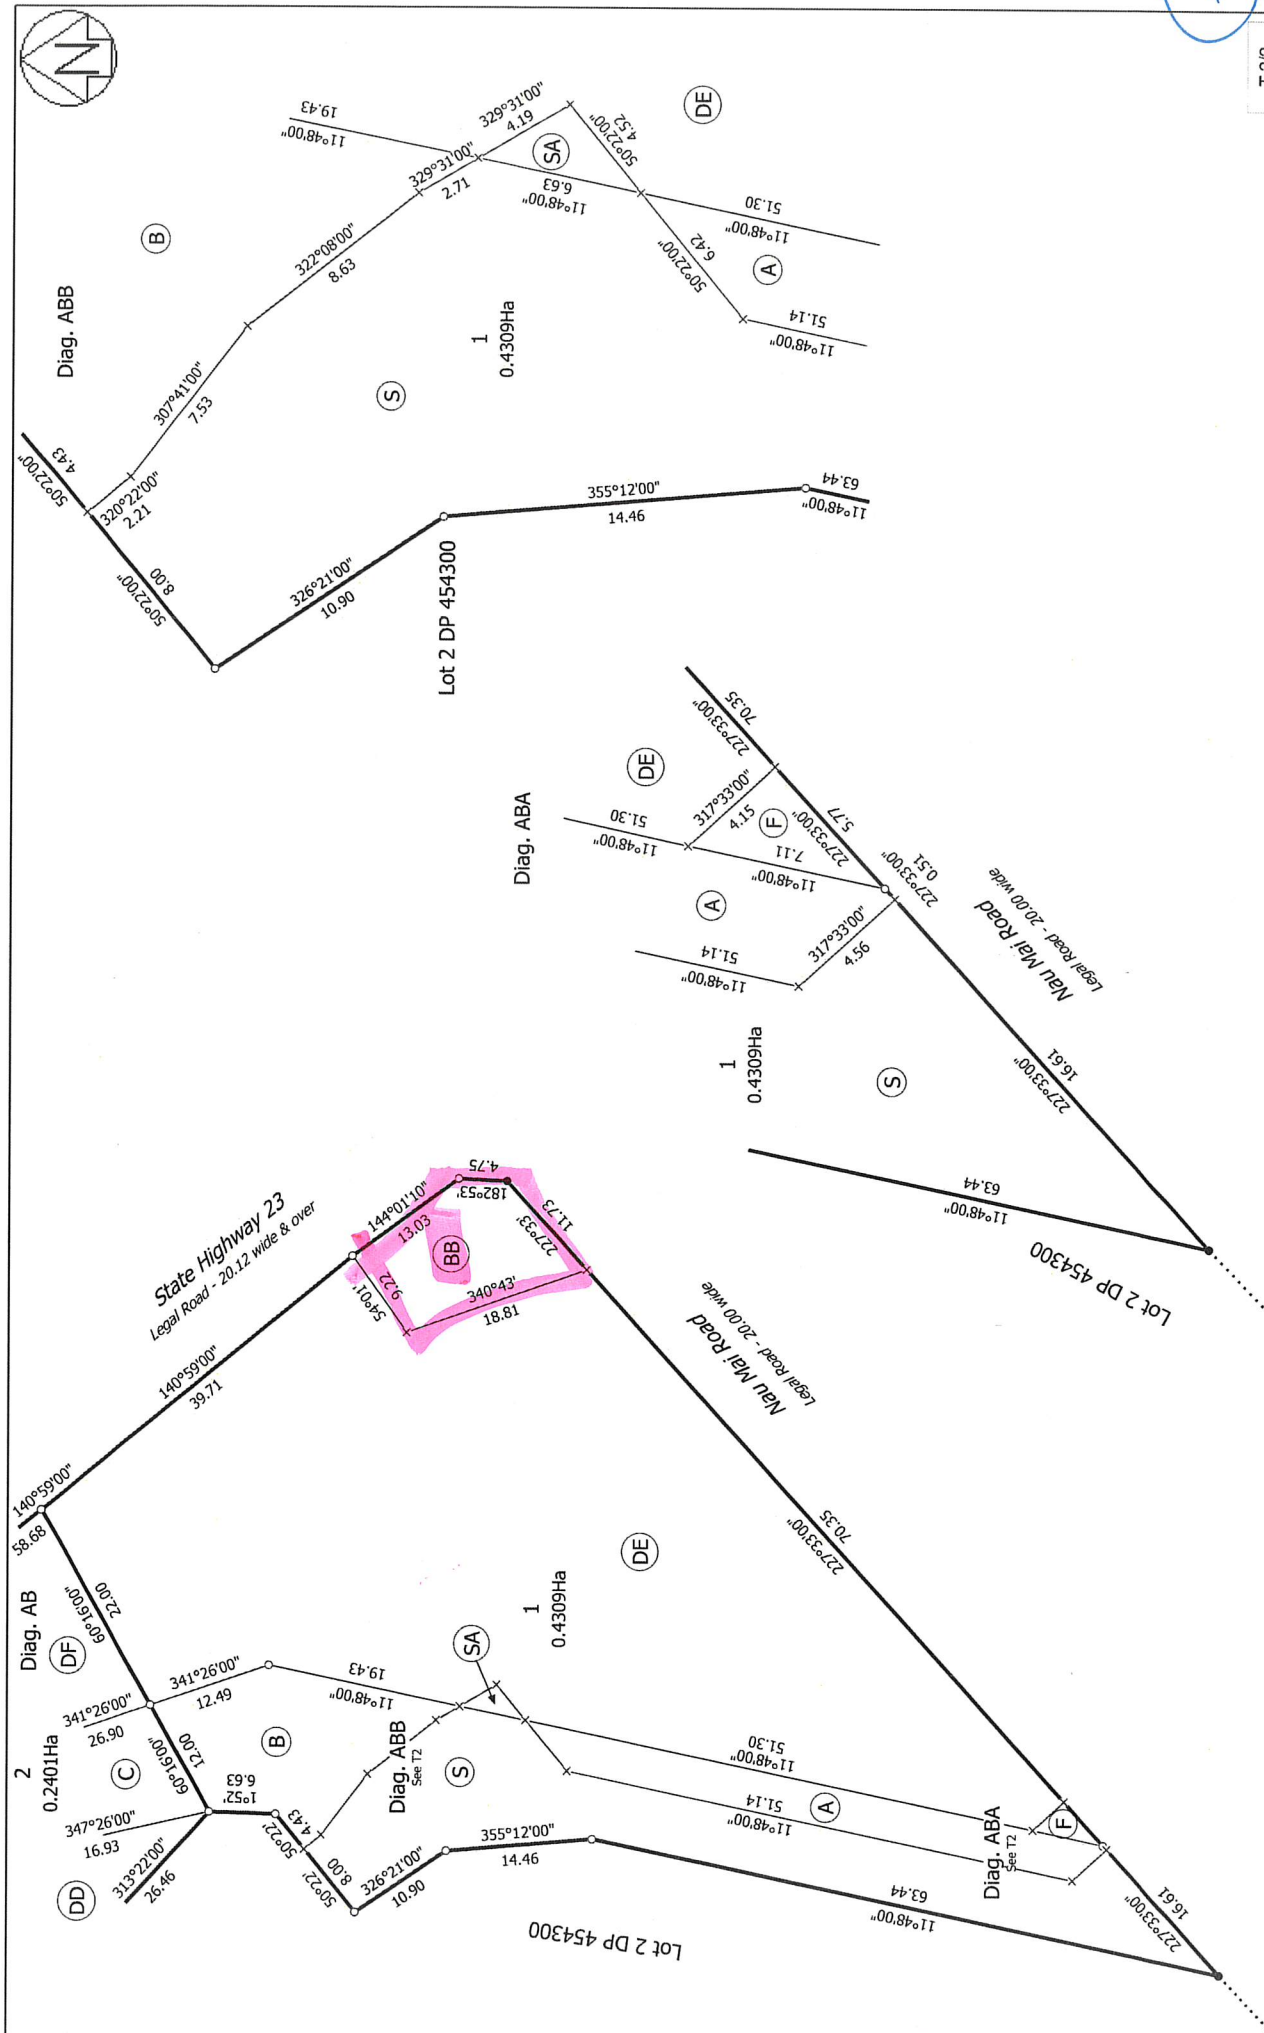 N
Diag. ABB
B
329°31'00"
4.19
11°48'00"
19.43
DE
SA
329°31'00"
2.71
50°22'00"
4.52
11°48'00"
6.63
322°08'00"
8.63
11°48'00"
51.30
50°22'00"
6.42
A
307°41'00"
7.53
1
0.4309Ha
S
11°48'00"
51.14
50°22'00"
4.43
320°22'00"
2.21
50°22'00"
8.00
355°12'00"
14.46
11°48'00"
63.44
326°21'00"
10.90
Lot 2 DP 454300
Diag. ABA
227°33'00"
70.35
DE
317°33'00"
4.15
11°48'00"
51.30
F
227°33'00"
5.77
11°48'00"
7.11
227°33'00"
0.51
A
317°33'00"
4.56
11°48'00"
51.14
Nau Mai Road
Legal Road - 20.00 wide
1
0.4309Ha
S
227°33'00"
16.61
11°48'00"
63.44
Lot 2 DP 454300
State Highway 23
Legal Road - 20.12 wide & over
144°01'10"
13.03
182°53'
4.75
BB
54°01'
9.22
227°33'
11.73
340°43'
18.81
140°59'00"
39.71
Nau Mai Road
Legal Road - 20.00 wide
140°59'00"
58.68
Diag. AB
DF
60°16'00"
22.00
1
0.4309Ha
DE
227°33'00"
70.35
SA
341°26'00"
12.49
11°48'00"
19.43
341°26'00"
26.90
2
0.2401Ha
C
60°16'00"
12.00
B
Diag. ABB
See T2
S
11°48'00"
51.30
11°48'00"
51.14
A
1°52'
6.63
347°26'00"
16.93
50°22'
4.43
313°22'00"
26.46
DD
50°22'
8.00
326°21'00"
10.90
355°12'00"
14.46
Diag. ABA
See T2
F
11°48'00"
63.44
227°33'00"
16.61
Lot 2 DP 454300